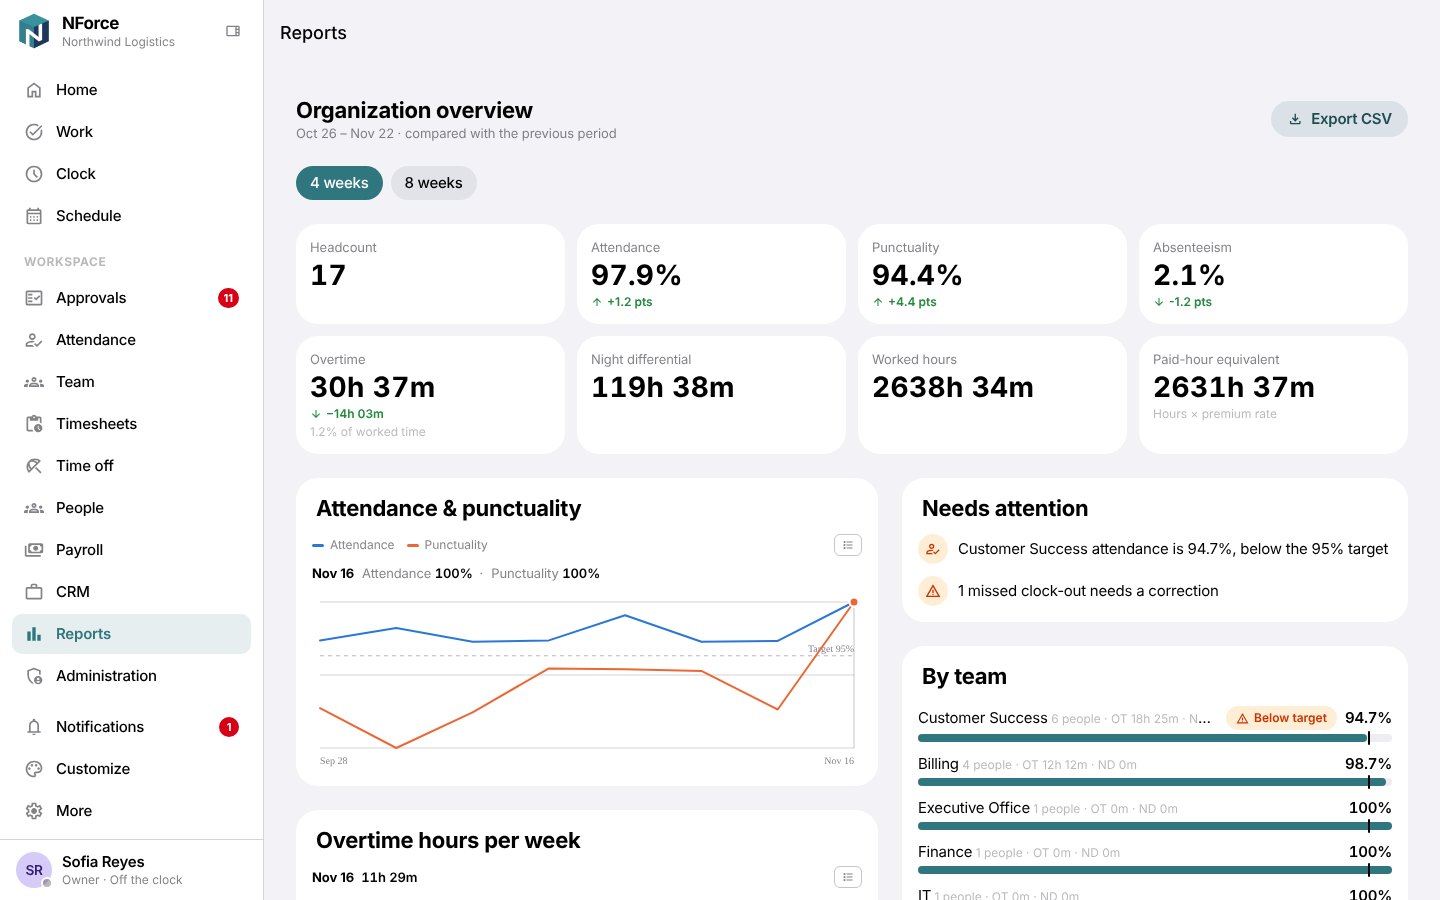 NForce
Northwind Logistics
Home
Work
Clock
Schedule
WORKSPACE
Approvals 11
Attendance
Team
Timesheets
Time off
People
Payroll
CRM
Reports
Administration
Notifications 1
Customize
More
SR
Sofia Reyes
Owner · Off the clock
Reports
Organization overview
Oct 26 – Nov 22 · compared with the previous period
Export CSV
4 weeks
8 weeks
Headcount
17
Attendance
97.9%
↑ +1.2 pts
Punctuality
94.4%
↑ +4.4 pts
Absenteeism
2.1%
↓ -1.2 pts
Overtime
30h 37m
↓ −14h 03m
1.2% of worked time
Night differential
119h 38m
Worked hours
2638h 34m
Paid-hour equivalent
2631h 37m
Hours × premium rate
Attendance & punctuality
Attendance Punctuality
Nov 16 Attendance 100% · Punctuality 100%
Target 95%
Sep 28 Nov 16
Overtime hours per week
Nov 16 11h 29m
Needs attention
Customer Success attendance is 94.7%, below the 95% target
1 missed clock-out needs a correction
By team
Customer Success 6 people · OT 18h 25m · N... Below target 94.7%
Billing 4 people · OT 12h 12m · ND 0m 98.7%
Executive Office 1 people · OT 0m · ND 0m 100%
Finance 1 people · OT 0m · ND 0m 100%
IT 1 people · OT 0m · ND 0m 100%